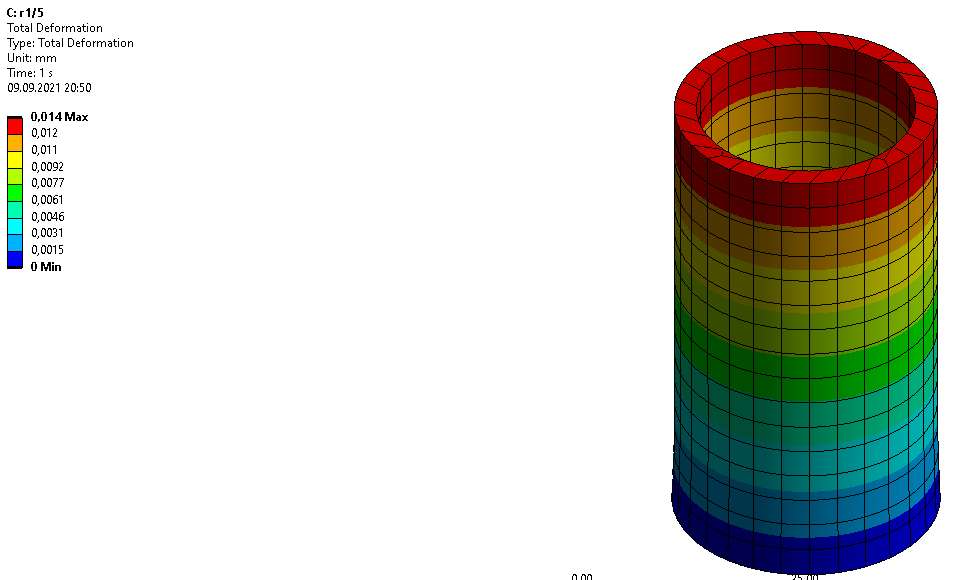 C: r1/5
Total Deformation
Type: Total Deformation
Unit: mm
Time: 1 s
09.09.2021 20:50
0,014 Max
0,012
0,011
0,0092
0,0077
0,0061
0,0046
0,0031
0,0015
0 Min
0.00
25.00